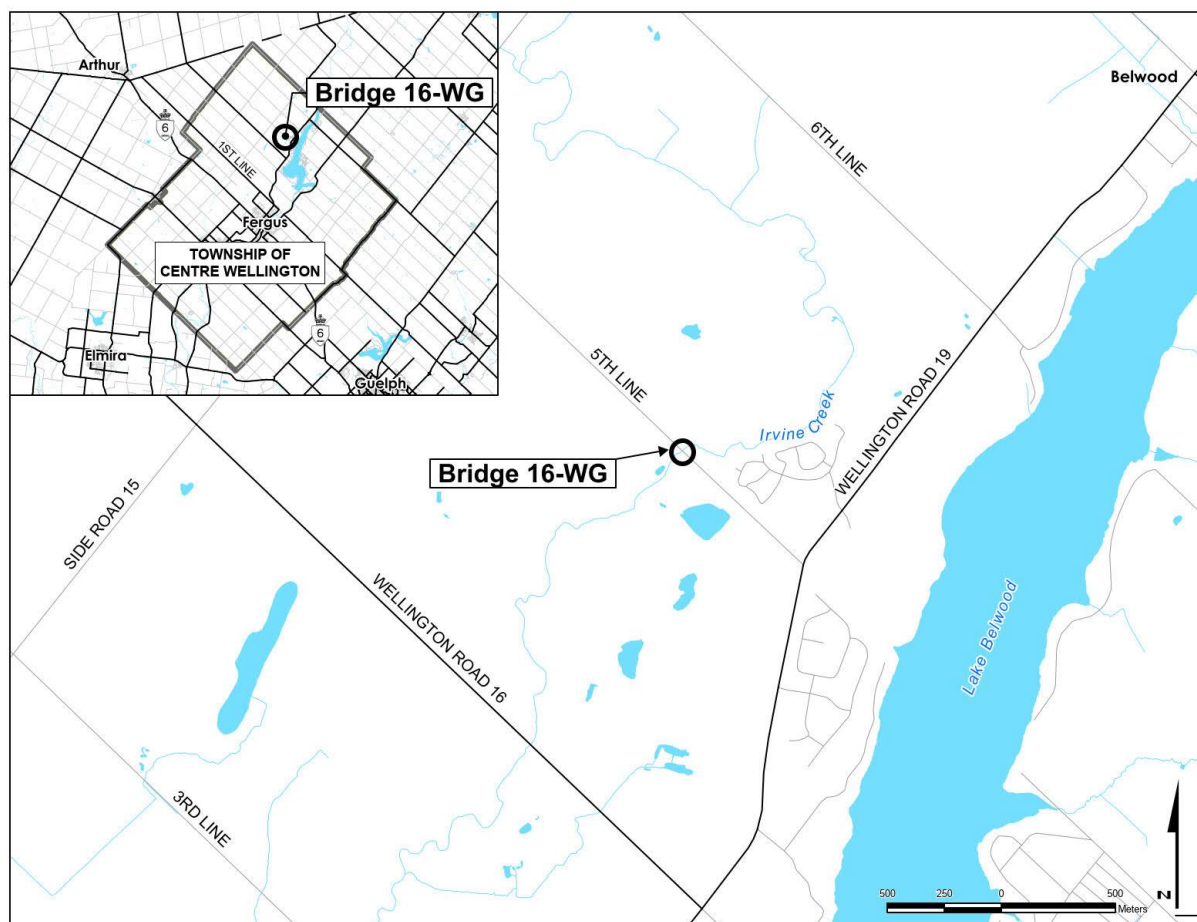 Arthur
Bridge 16-WG
6
1ST LINE
Fergus
TOWNSHIP OF
CENTRE WELLINGTON
6
Elmira
Guelph
Belwood
6TH LINE
5TH LINE
Irvine Creek
WELLINGTON ROAD 19
Bridge 16-WG
SIDE ROAD 15
WELLINGTON ROAD 16
Lake Belwood
3RD LINE
500 250 0 500
Meters
N